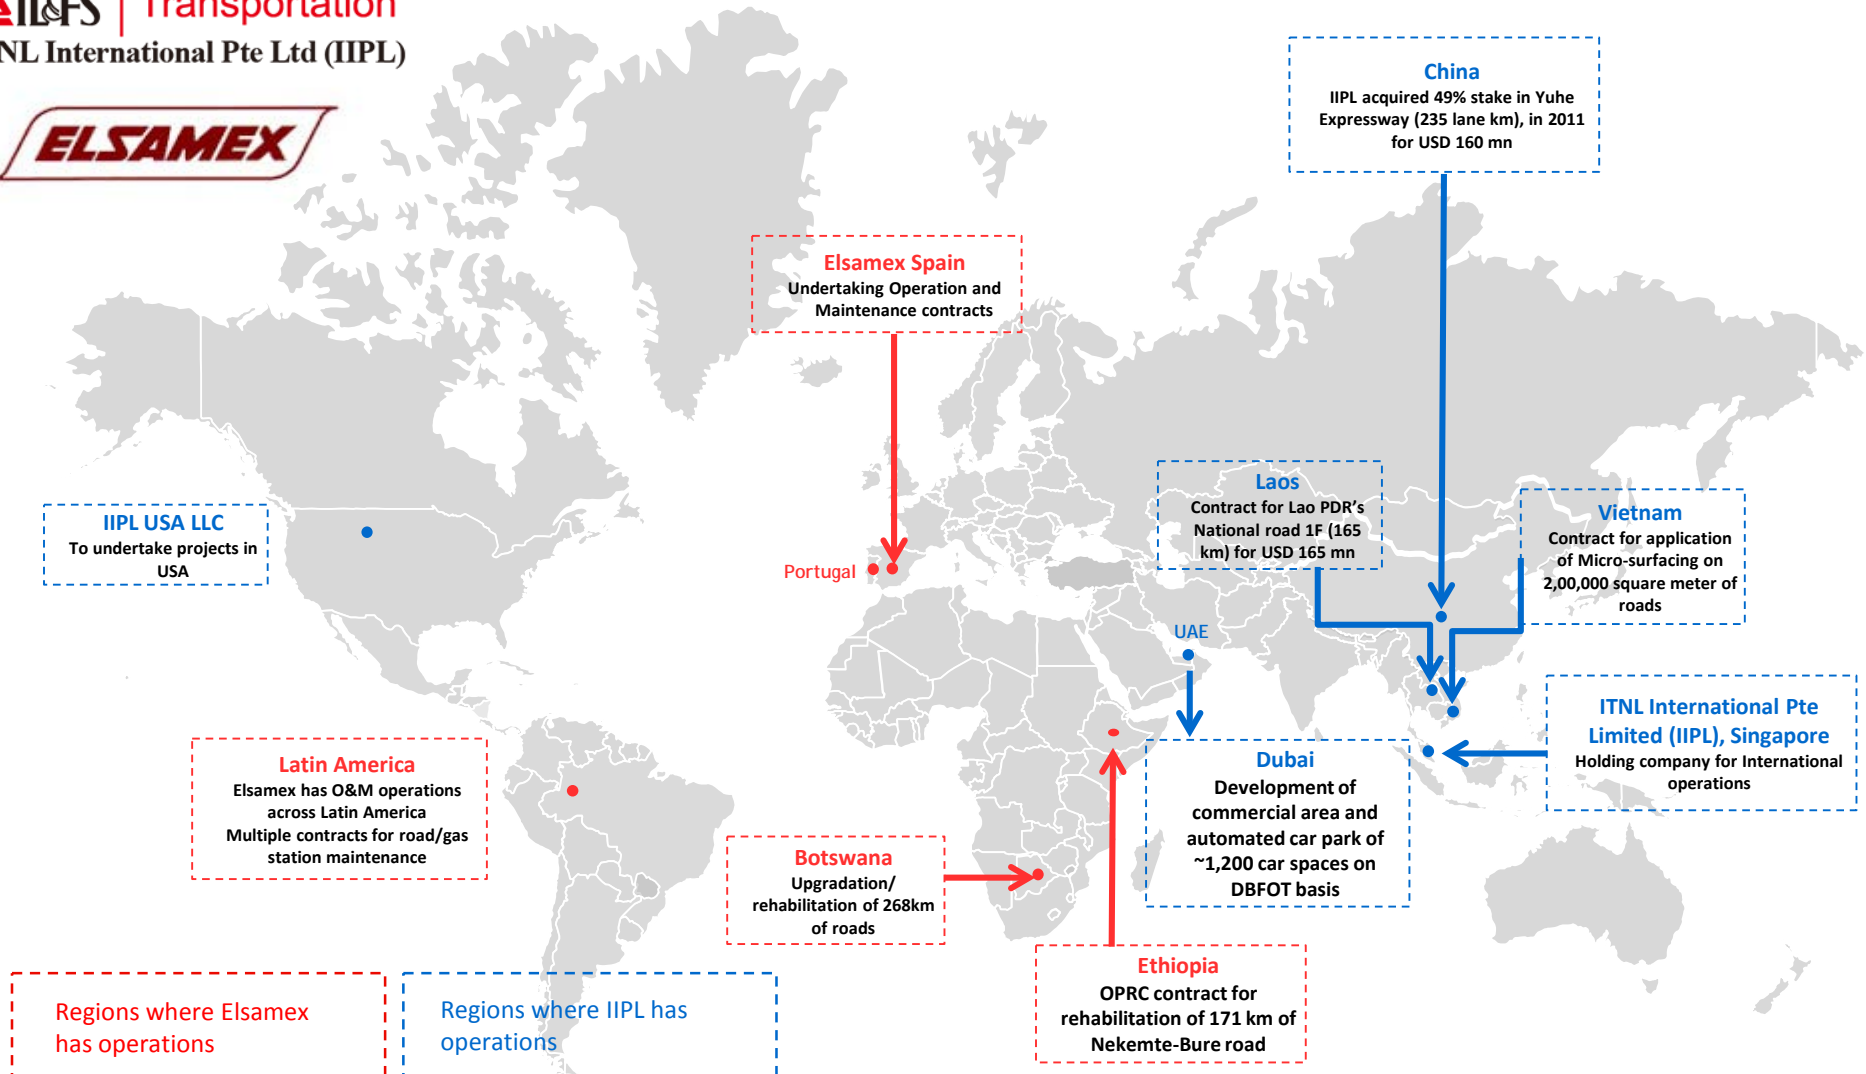 Transportation
International Pte Ltd (IIPL)
ELSAMEX
China
IIPL acquired 49% stake in Yuhe
Expressway (235 lane km), in 2011
for USD 160 mn
Elsamex Spain
Undertaking Operation and
Maintenance contracts
Laos
Contract for Lao PDR's
National road 1F (165
km) for USD 165 mn
Vietnam
Contract for application
of Micro-surfacing on
2,00,000 square meter of
roads
IIPL USA LLC
To undertake projects in
USA
Portugal
UAE
ITNL International Pte
Limited (IIPL), Singapore
Holding company for International
operations
Latin America
Elsamex has O&M operations
across Latin America
Multiple contracts for road/gas
station maintenance
Dubai
Development of
commercial area and
automated car park of
~1,200 car spaces on
DBFOT basis
Botswana
Upgradation/
rehabilitation of 268km
of roads
Ethiopia
OPRC contract for
rehabilitation of 171 km of
Nekemte-Bure road
Regions where Elsamex
has operations
Regions where IIPL has
operations